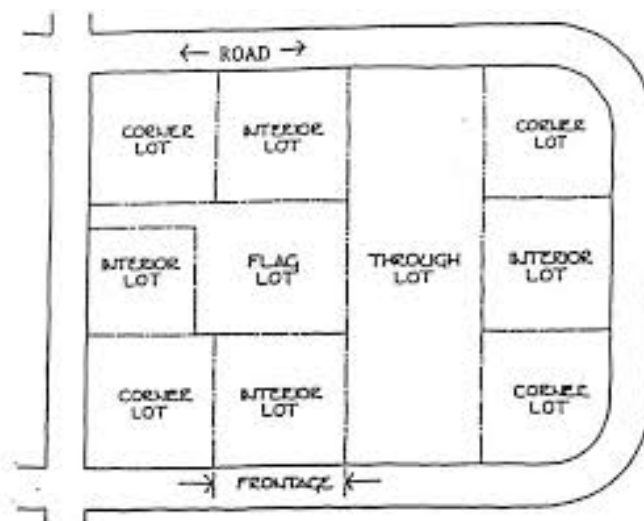 ROAD
CORNER
LOT
INTERIOR
LOT
CORNER
LOT
INTERIOR
LOT
FLAG
LOT
THROUGH
LOT
INTERIOR
LOT
CORNER
LOT
INTERIOR
LOT
CORNER
LOT
FRONTAGE